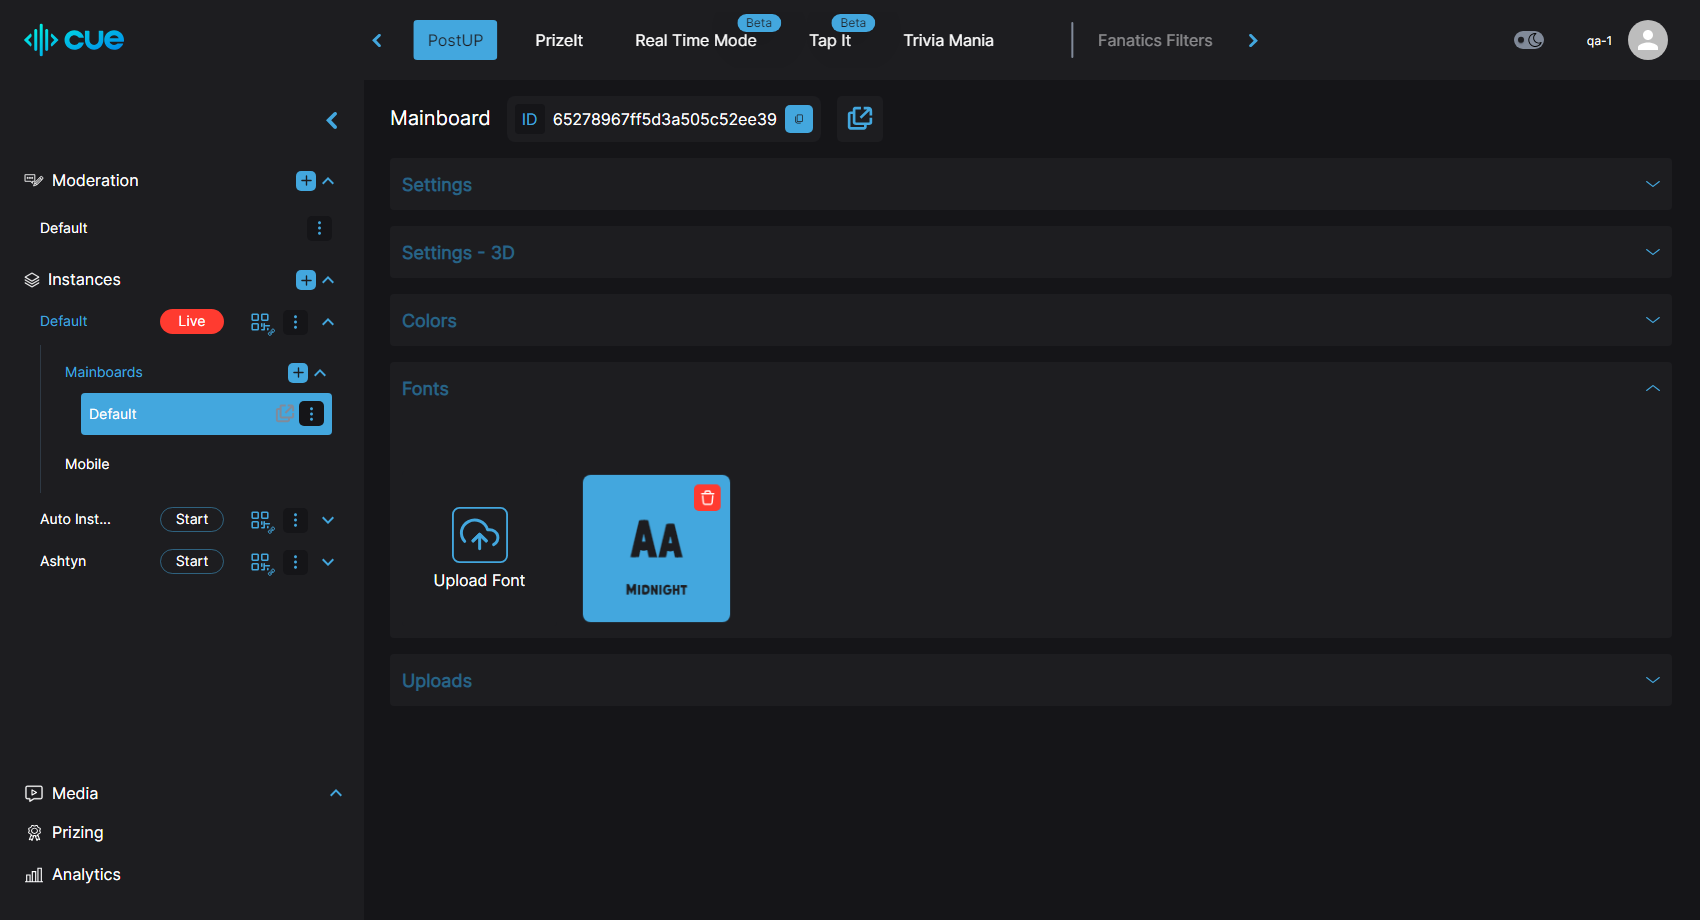 cue
PostUP
PrizeIt
Real Time Mode
Beta
Tap It
Beta
Trivia Mania
Fanatics Filters
qa-1
Moderation
Default
Instances
Default
Live
Mainboards
Default
Mobile
Auto Inst...
Start
Ashtyn
Start
Media
Prizing
Analytics
Mainboard
ID 65278967ff5d3a505c52ee39
Settings
Settings - 3D
Colors
Fonts
Upload Font
AA
MIDNIGHT
Uploads